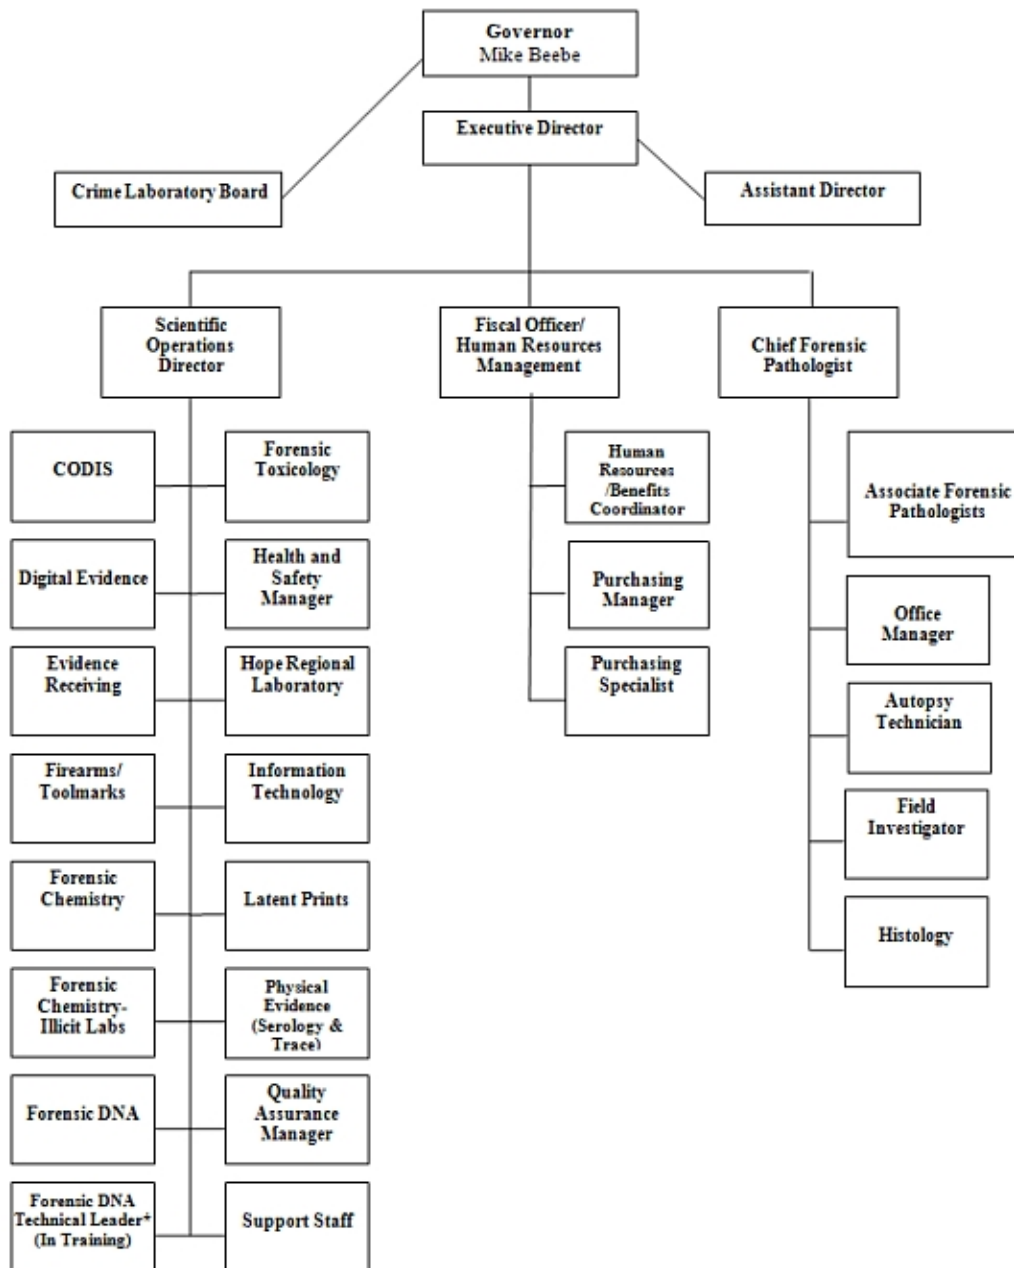 Governor
Mike Beebe
Executive Director
Crime Laboratory Board
Assistant Director
Scientific
Operations
Director
Fiscal Officer/
Human Resources
Management
Chief Forensic
Pathologist
CODIS
Forensic
Toxicology
Human
Resources
/Benefits
Coordinator
Associate Forensic
Pathologists
Digital Evidence
Health and
Safety
Manager
Purchasing
Manager
Office
Manager
Evidence
Receiving
Hope Regional
Laboratory
Purchasing
Specialist
Autopsy
Technician
Firearms/
Toolmarks
Information
Technology
Field
Investigator
Forensic
Chemistry
Latent Prints
Histology
Forensic
Chemistry-
Illicit Labs
Physical
Evidence
(Serology &
Trace)
Forensic DNA
Quality
Assurance
Manager
Forensic DNA
Technical Leader*
(In Training)
Support Staff